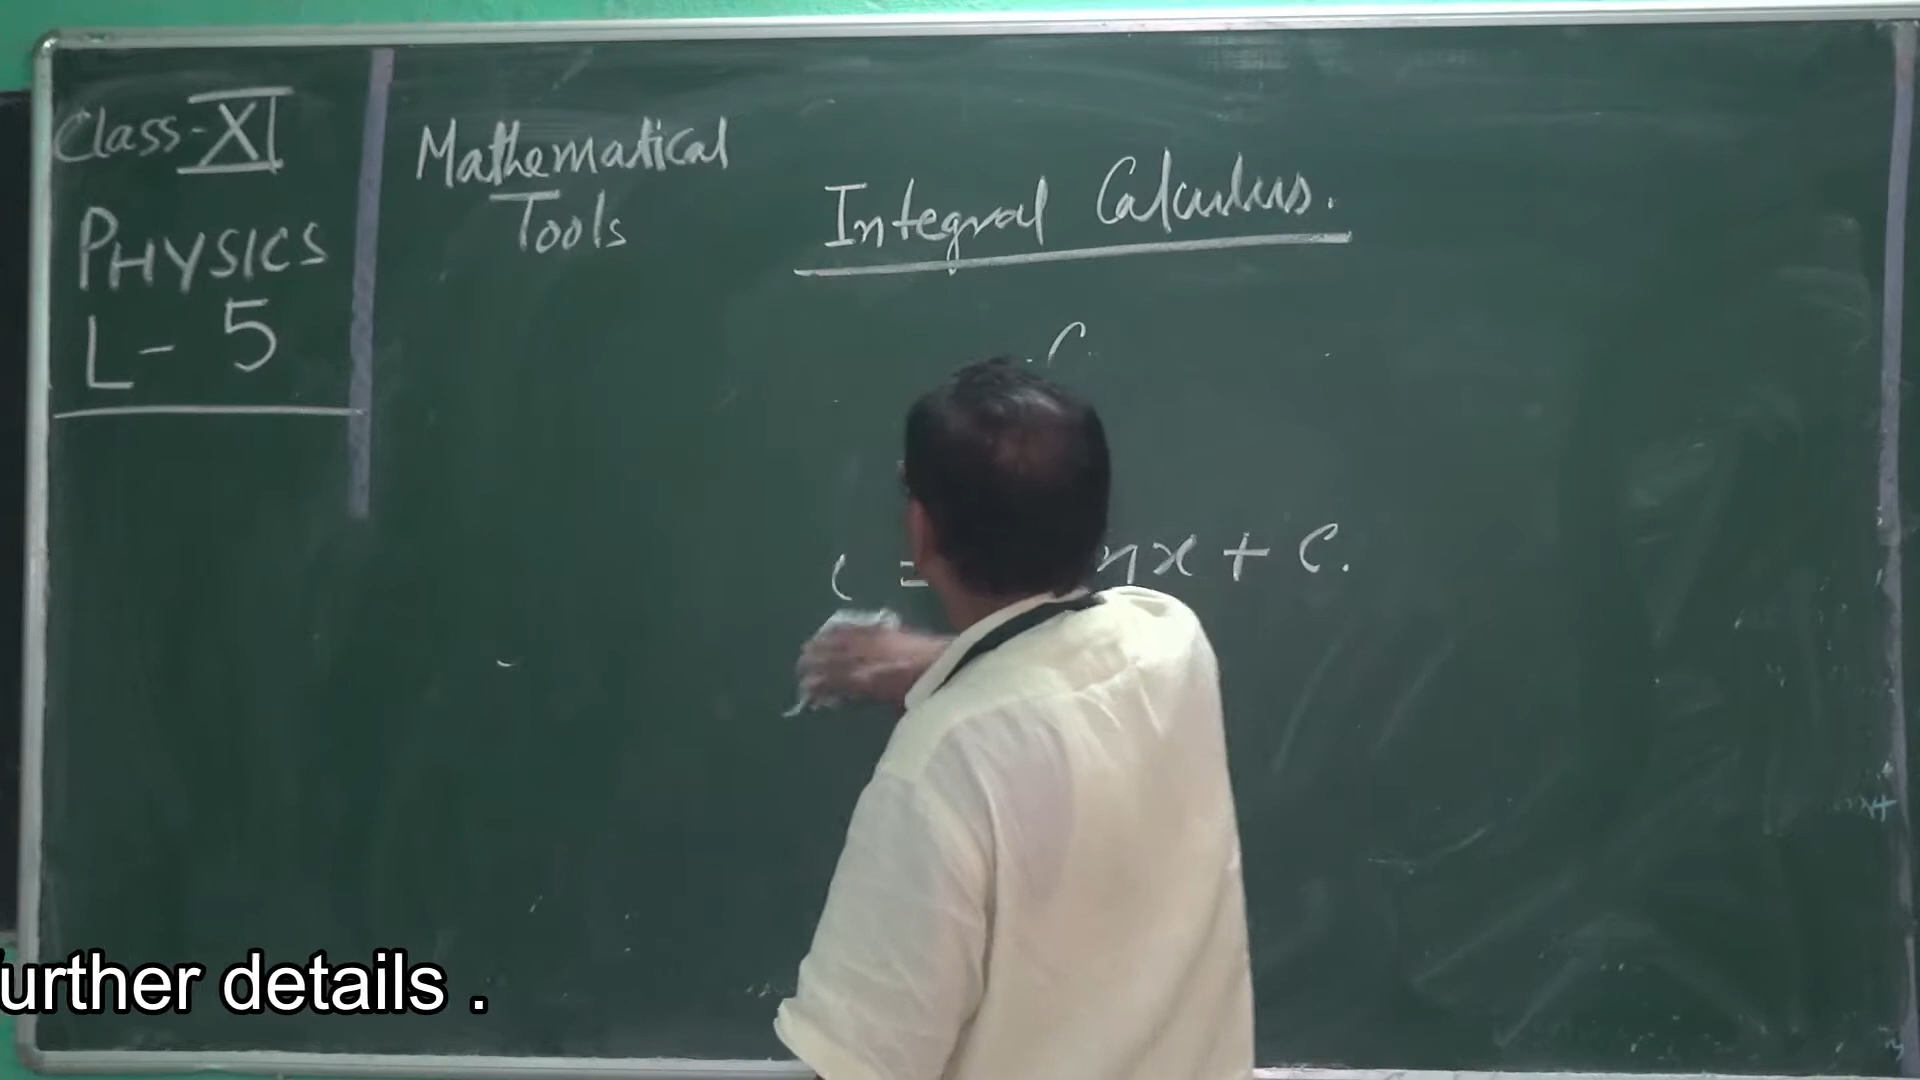 Class-XI
PHYSICS
L- 5
Mathematical
Tools
Integral Calculus.
x + C.
urther details .